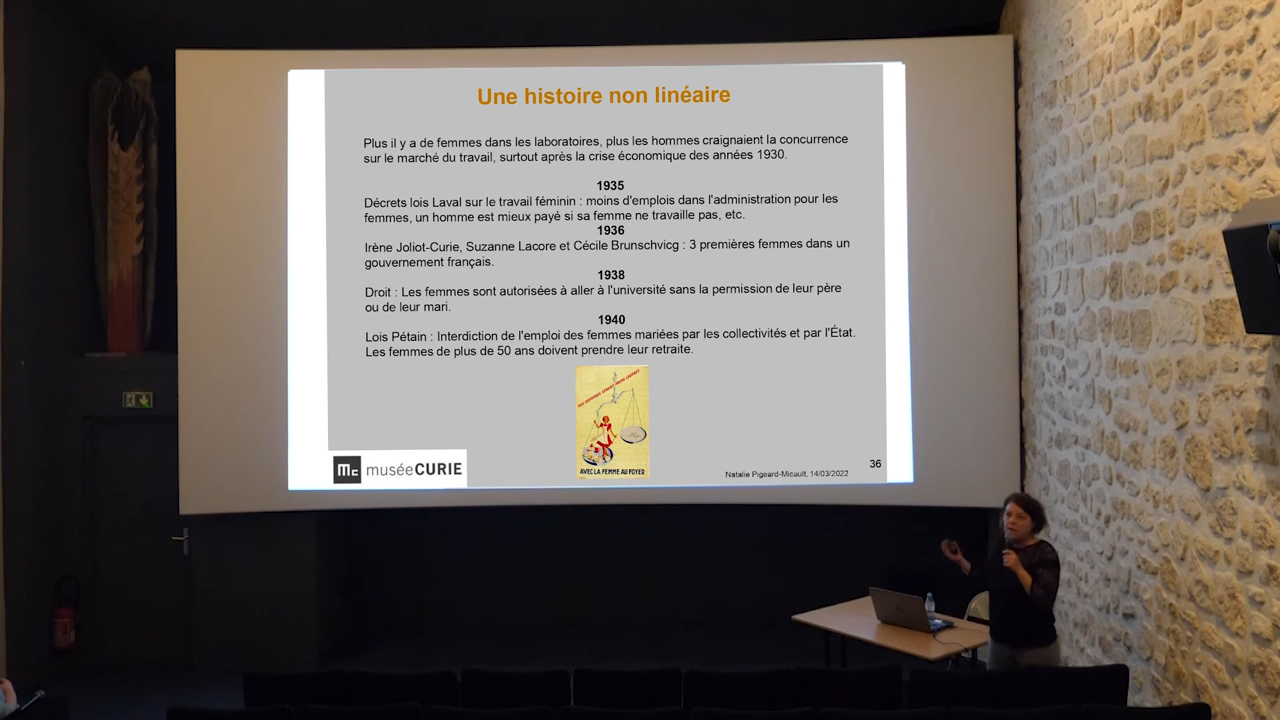 Une histoire non linéaire
Plus il y a de femmes dans les laboratoires, plus les hommes craignaient la concurrence
sur le marché du travail, surtout après la crise économique des années 1930.
1935
Décrets lois Laval sur le travail féminin : moins d'emplois dans l'administration pour les
femmes, un homme est mieux payé si sa femme ne travaille pas, etc.
1936
Irène Joliot-Curie, Suzanne Lacore et Cécile Brunschvicg : 3 premières femmes dans un
gouvernement français.
1938
Droit : Les femmes sont autorisées à aller à l'université sans la permission de leur père
ou de leur mari.
1940
Lois Pétain : Interdiction de l'emploi des femmes mariées par les collectivités et par l'État.
Les femmes de plus de 50 ans doivent prendre leur retraite.
AVEC LA FEMME AU FOYER
Mc muséeCURIE
Natalie Pigeard-Micault, 14/03/2022
36